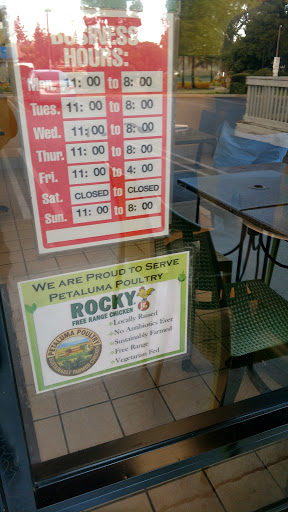 BUSINESS
HOURS:
Mon. 11: 00 to 8: 00
Tues. 11: 00 to 8: 00
Wed. 11:00 to 8: 00
Thur. 11: 00 to 8: 00
Fri. 11: 00 to 4: 00
Sat. CLOSED to CLOSED
Sun. 11: 00 to 8: 00
WE ARE PROUD TO SERVE
PETALUMA POULTRY
ROCKY
FREE RANGE CHICKEN
Locally Raised
No Antibiotics Ever
Sustainably Farmed
Free Range
Vegetarian Fed
PETALUMA POULTRY